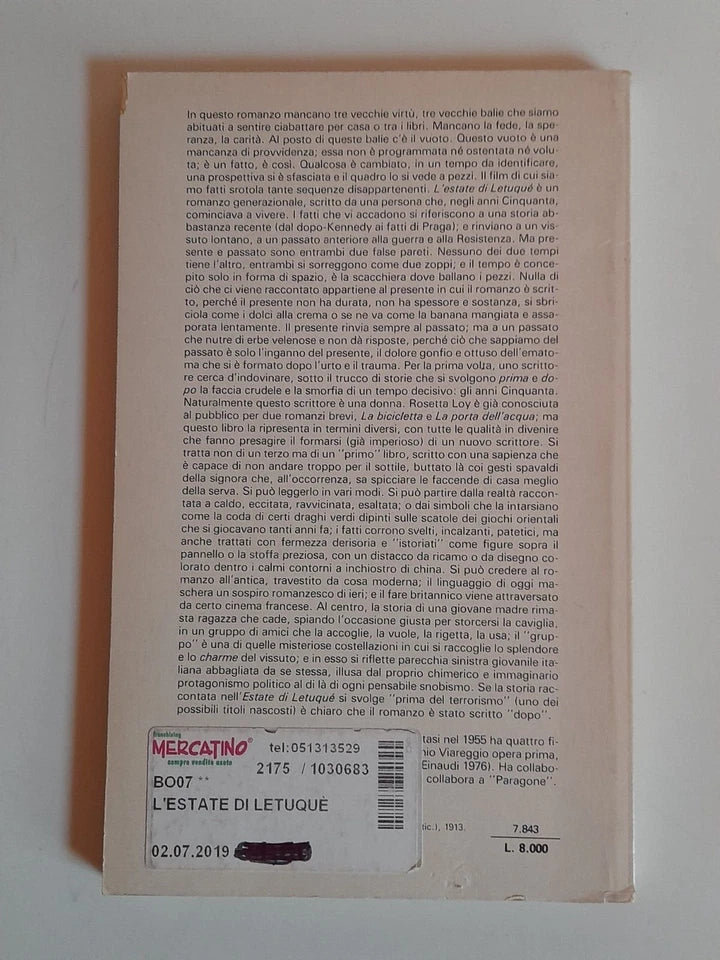 In questo romanzo mancano tre vecchie virtù, tre vecchie balie che siamo
abituati a sentire ciabattare per casa o tra i libri. Mancano la fede, la spe-
ranza, la carità. Al posto di queste balie c'è il vuoto. Questo vuoto è una
mancanza di provvidenza; essa non è programmata né ostentata né volu-
ta; è un fatto, è così. Qualcosa è cambiato, in un tempo da identificare,
una prospettiva si è sfasciata e il quadro lo si vede a pezzi. Il film di cui sia-
mo fatti srotola tante sequenze disappartenenti. L'estate di Letuqué è un
romanzo generazionale, scritto da una persona che, negli anni Cinquanta,
cominciava a vivere. I fatti che vi accadono si riferiscono a una storia ab-
bastanza recente (dal dopo-Kennedy ai fatti di Praga); e rinviano a un vis-
suto lontano, a un passato anteriore alla guerra e alla Resistenza. Ma pre-
sente e passato sono entrambi due false pareti. Nessuno dei due tempi
tiene l'altro, entrambi si sorreggono come due zoppi; e il tempo è conce-
pito solo in forma di spazio, è la scacchiera dove ballano i pezzi. Nulla di
ciò che ci viene raccontato appartiene al presente in cui il romanzo è scrit-
to, perché il presente non ha durata, non ha spessore e sostanza, si sbri-
ciola come i dolci alla crema o se ne va come la banana mangiata e assa-
porata lentamente. Il presente rinvia sempre al passato; ma a un passato
che nutre di erbe velenose e non dà risposte, perché ciò che sappiamo del
passato è solo l'inganno del presente, il dolore gonfio e ottuso dell'emato-
ma che si è formato dopo l'urto e il trauma. Per la prima volta, uno scritto-
re cerca d'indovinare, sotto il trucco di storie che si svolgono prima e do-
po la faccia crudele e la smorfia di un tempo decisivo: gli anni Cinquanta.
Naturalmente questo scrittore è una donna. Rosetta Loy è già conosciuta
al pubblico per due romanzi brevi, La bicicletta e La porta dell'acqua; ma
questo libro la ripresenta in termini diversi, con tutte le qualità in divenire
che fanno presagire il formarsi (già imperioso) di un nuovo scrittore. Si
tratta non di un terzo ma di un "primo" libro, scritto con una sapienza che
è capace di non andare troppo per il sottile, buttato là coi gesti spavaldi
della signora che, all'occorrenza, sa spicciare le faccende di casa meglio
della serva. Si può leggerlo in vari modi. Si può partire dalla realtà raccon-
tata a caldo, eccitata, ravvicinata, esaltata; o dai simboli che la intarsiano
come la coda di certi draghi verdi dipinti sulle scatole dei giochi orientali
che si giocavano tanti anni fa; i fatti corrono svelti, incalzanti, patetici, ma
anche trattati con fermezza derisoria e "istoriati" come figure sopra il
pannello o la stoffa preziosa, con un distacco da ricamo o da disegno co-
lorato dentro i calmi contorni a inchiostro di china. Si può credere al ro-
manzo all'antica, travestito da cosa moderna; il linguaggio di oggi ma-
schera un sospiro romanzesco di ieri; e il fare britannico viene attraversato
da certo cinema francese. Al centro, la storia di una giovane madre rima-
sta ragazza che cade, spiando l'occasione giusta per storcersi la caviglia,
in un gruppo di amici che la accoglie, la vuole, la rigetta, la usa; il "grup-
po" è una di quelle misteriose costellazioni in cui si raccoglie lo splendore
e lo charme del vissuto; e in esso si riflette parecchia sinistra giovanile ita-
liana abbagliata da se stessa, illusa dal proprio chimerico e immaginario
protagonismo politico al di là di ogni pensabile snobismo. Se la storia rac-
contata nell'Estate di Letuqué si svolge "prima del terrorismo" (uno dei
possibili titoli nascosti) è chiaro che il romanzo è stato scritto "dopo".
tasi nel 1955 ha quattro fi-
io Viareggio opera prima,
Einaudi 1976). Ha collabo-
collabora a "Paragone".
tic.), 1913.
7.843
L. 8.000
franchising
MERCATINO®
compra vendita usato
tel:051313529
2175 / 1030683
BO07 **
L'ESTATE DI LETUQUÈ
02.07.2019